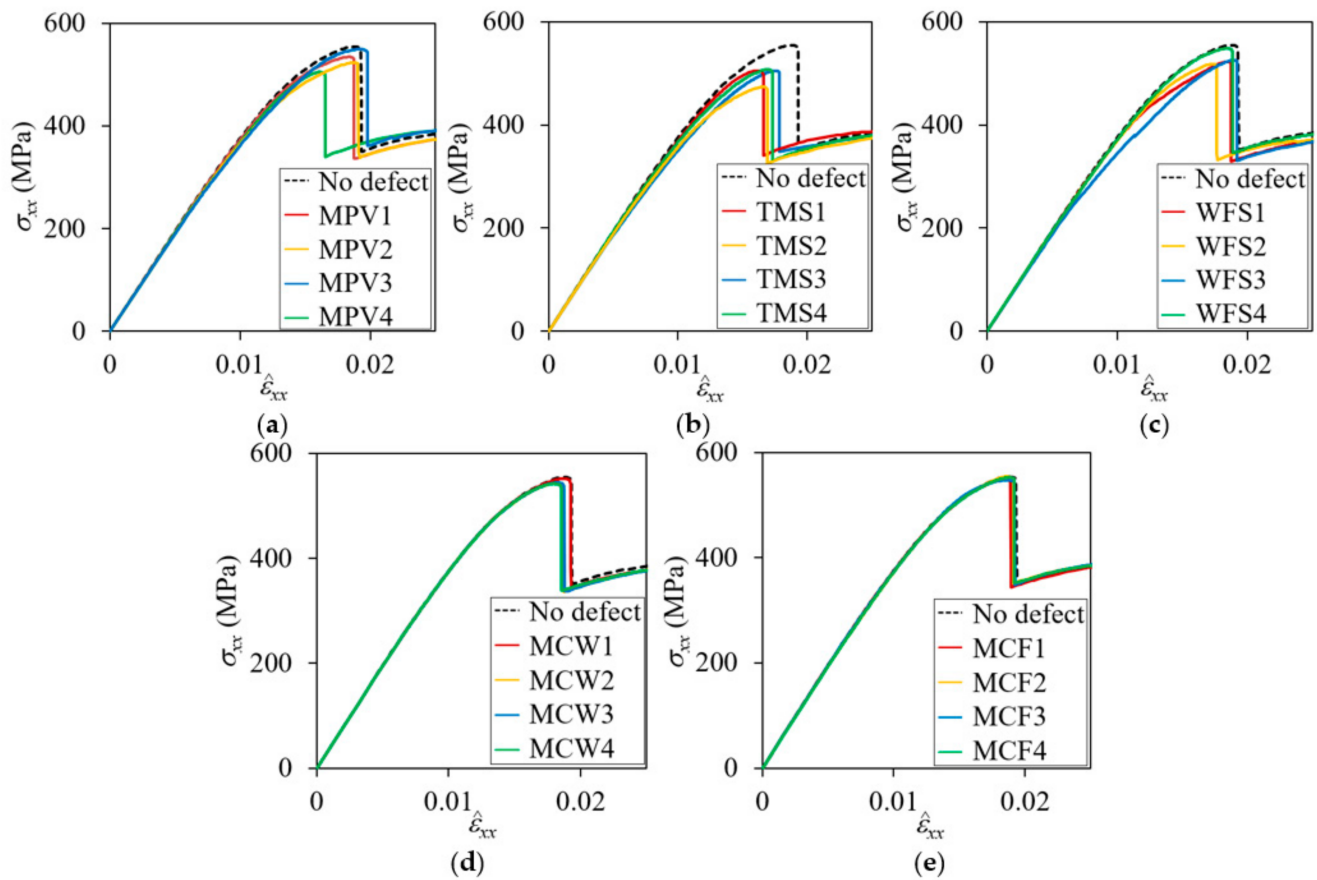 600
400
200
0
σxx (MPa)
No defect
MPV1
MPV2
MPV3
MPV4
0
0.01
0.02
ε̂xx
(a)
600
400
200
0
σxx (MPa)
No defect
TMS1
TMS2
TMS3
TMS4
0
0.01
0.02
ε̂xx
(b)
600
400
200
0
σxx (MPa)
No defect
WFS1
WFS2
WFS3
WFS4
0
0.01
0.02
ε̂xx
(c)
600
400
200
0
σxx (MPa)
No defect
MCW1
MCW2
MCW3
MCW4
0
0.01
0.02
ε̂xx
(d)
600
400
200
0
σxx (MPa)
No defect
MCF1
MCF2
MCF3
MCF4
0
0.01
0.02
ε̂xx
(e)